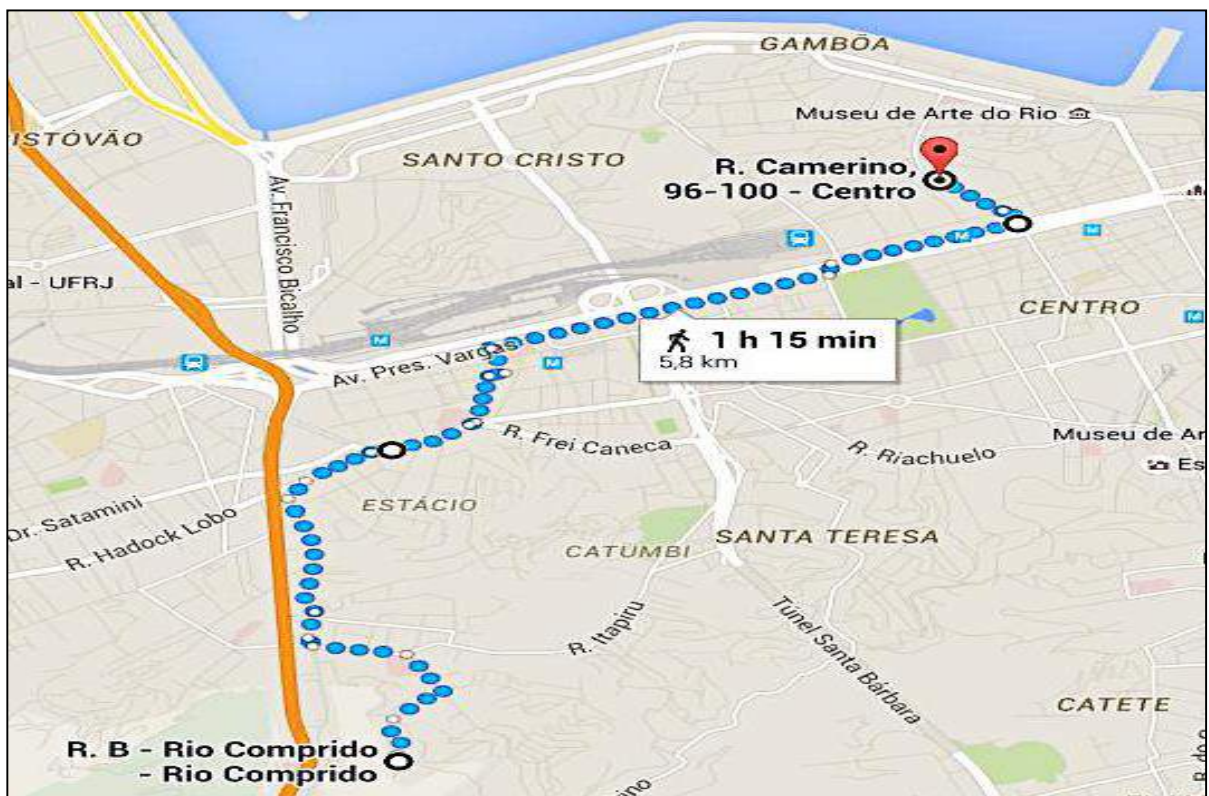 GAMBÔA
Museu de Arte do Rio
ISTÓVÃO
SANTO CRISTO
R. Camerino,
96-100 - Centro
Av. Francisco Bicalho
al - UFRJ
M
M
CENTRO
M
1 h 15 min
5,8 km
M
M
Av. Pres. Vargas
R. Frei Caneca
R. Riachuelo
Museu de Ar
Es
Dr. Satamini
ESTÁCIO
R. Hadock Lobo
CATUMBI
SANTA TERESA
R. Itapiru
Túnel Santa Bárbara
CATETE
R. B - Rio Comprido
- Rio Comprido
ino